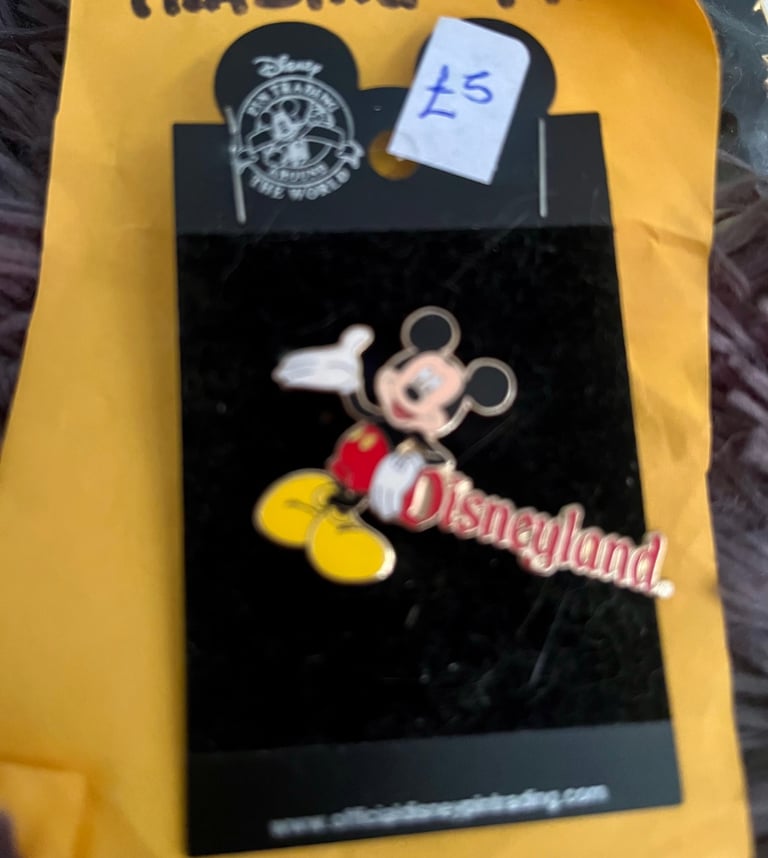 Disney
PIN TRADING
£5
AROUND
THE WORLD
Disneyland
www.officialdisneypintrading.com